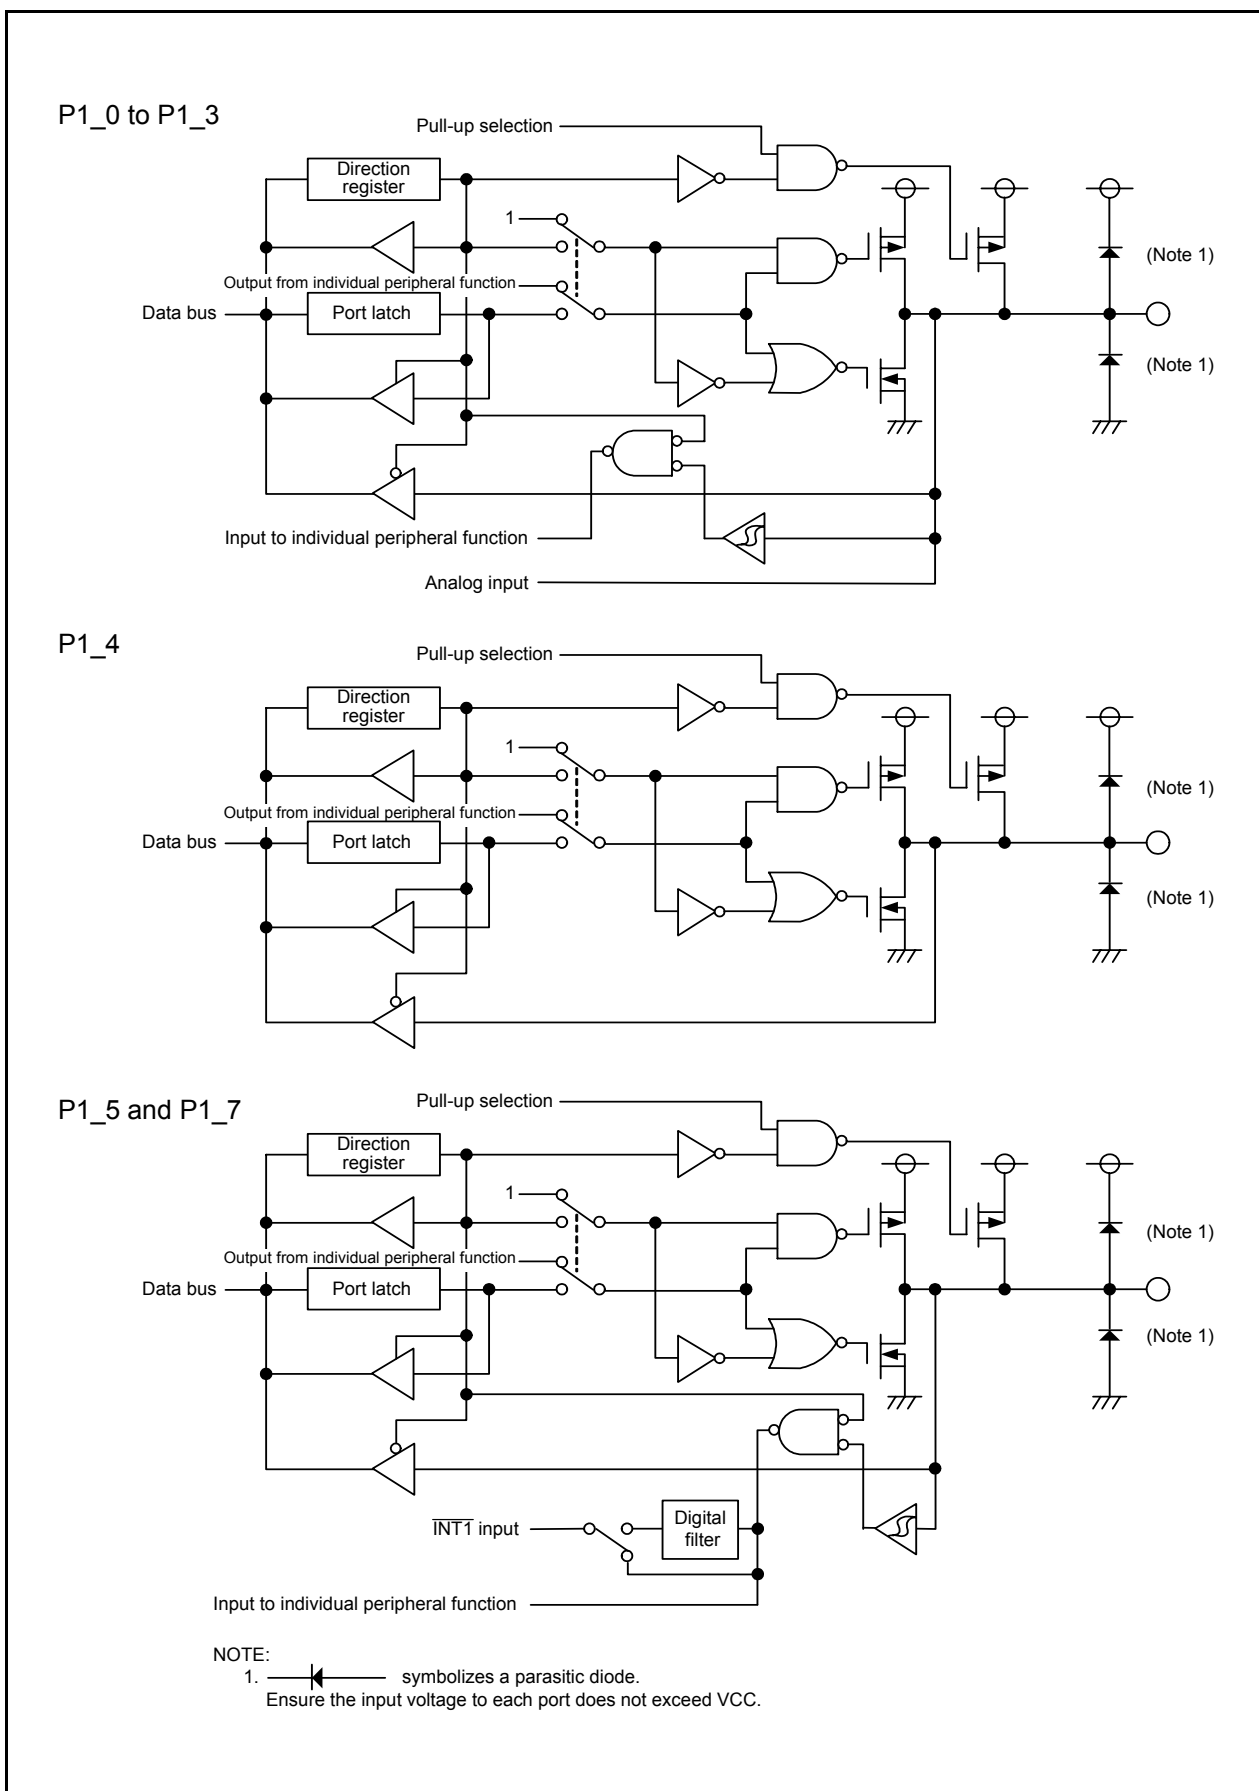 P1_0 to P1_3
Pull-up selection
Direction
register
1
(Note 1)
Output from individual peripheral function
Data bus
Port latch
(Note 1)
Input to individual peripheral function
Analog input
P1_4
Pull-up selection
Direction
register
1
(Note 1)
Output from individual peripheral function
Data bus
Port latch
(Note 1)
P1_5 and P1_7
Pull-up selection
Direction
register
1
(Note 1)
Output from individual peripheral function
Data bus
Port latch
(Note 1)
I̅N̅T̅1̅ input
Digital
filter
Input to individual peripheral function
NOTE:
1. symbolizes a parasitic diode.
Ensure the input voltage to each port does not exceed VCC.